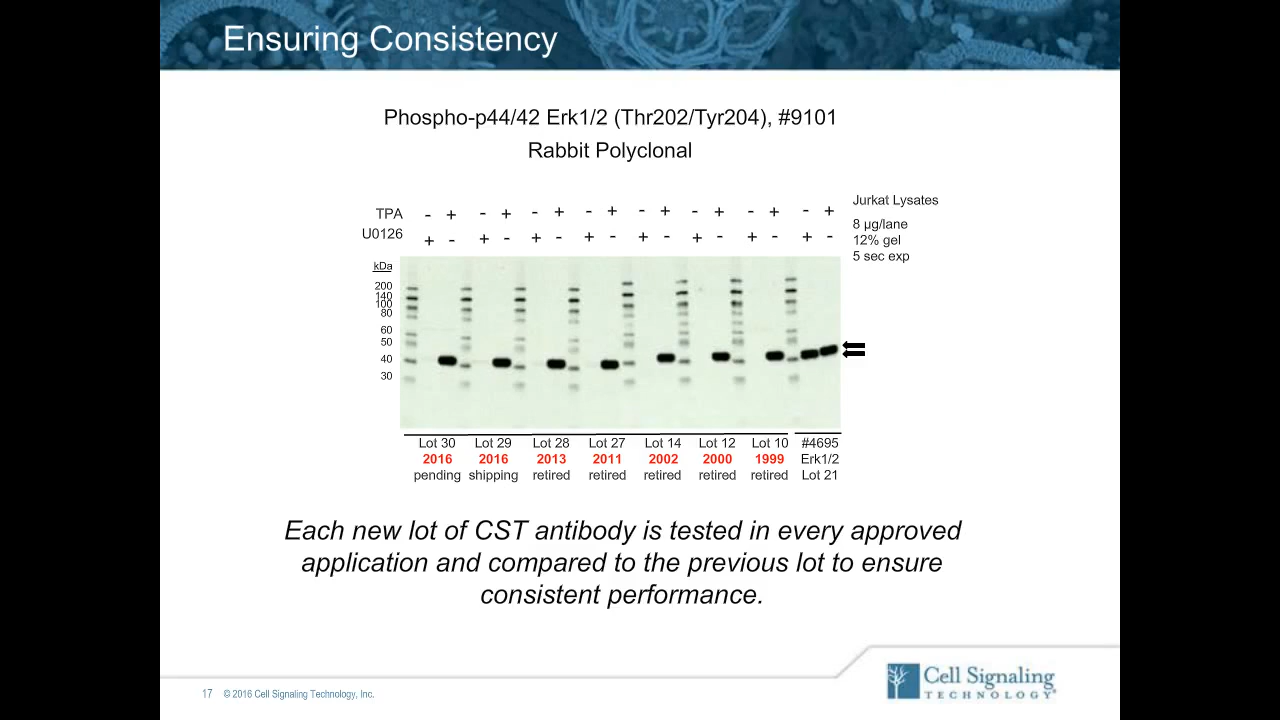 Ensuring Consistency
Phospho-p44/42 Erk1/2 (Thr202/Tyr204), #9101
Rabbit Polyclonal
TPA - + - + - + - + - + - + - + - +
U0126 + - + - + - + - + - + - + - + -
Jurkat Lysates
8 µg/lane
12% gel
5 sec exp
kDa
200
140
100
80
60
50
40
30
Lot 30 Lot 29 Lot 28 Lot 27 Lot 14 Lot 12 Lot 10 #4695
2016 2016 2013 2011 2002 2000 1999 Erk1/2
pending shipping retired retired retired retired retired Lot 21
Each new lot of CST antibody is tested in every approved
application and compared to the previous lot to ensure
consistent performance.
17 © 2016 Cell Signaling Technology, Inc.
Cell Signaling
TECHNOLOGY®